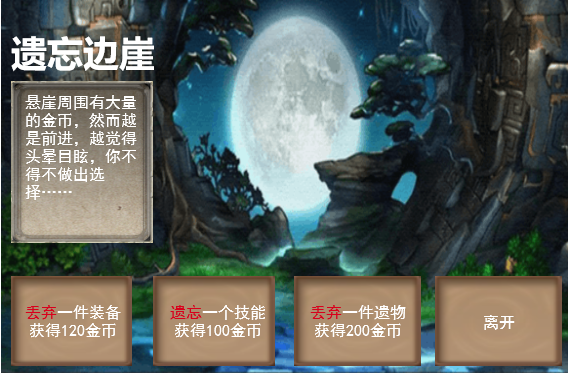 遗忘边崖
悬崖周围有大量
的金币，然而越
是前进，越觉得
头晕目眩，你不
得不做出选
择……
丢弃一件装备
获得120金币
遗忘一个技能
获得100金币
丢弃一件遗物
获得200金币
离开